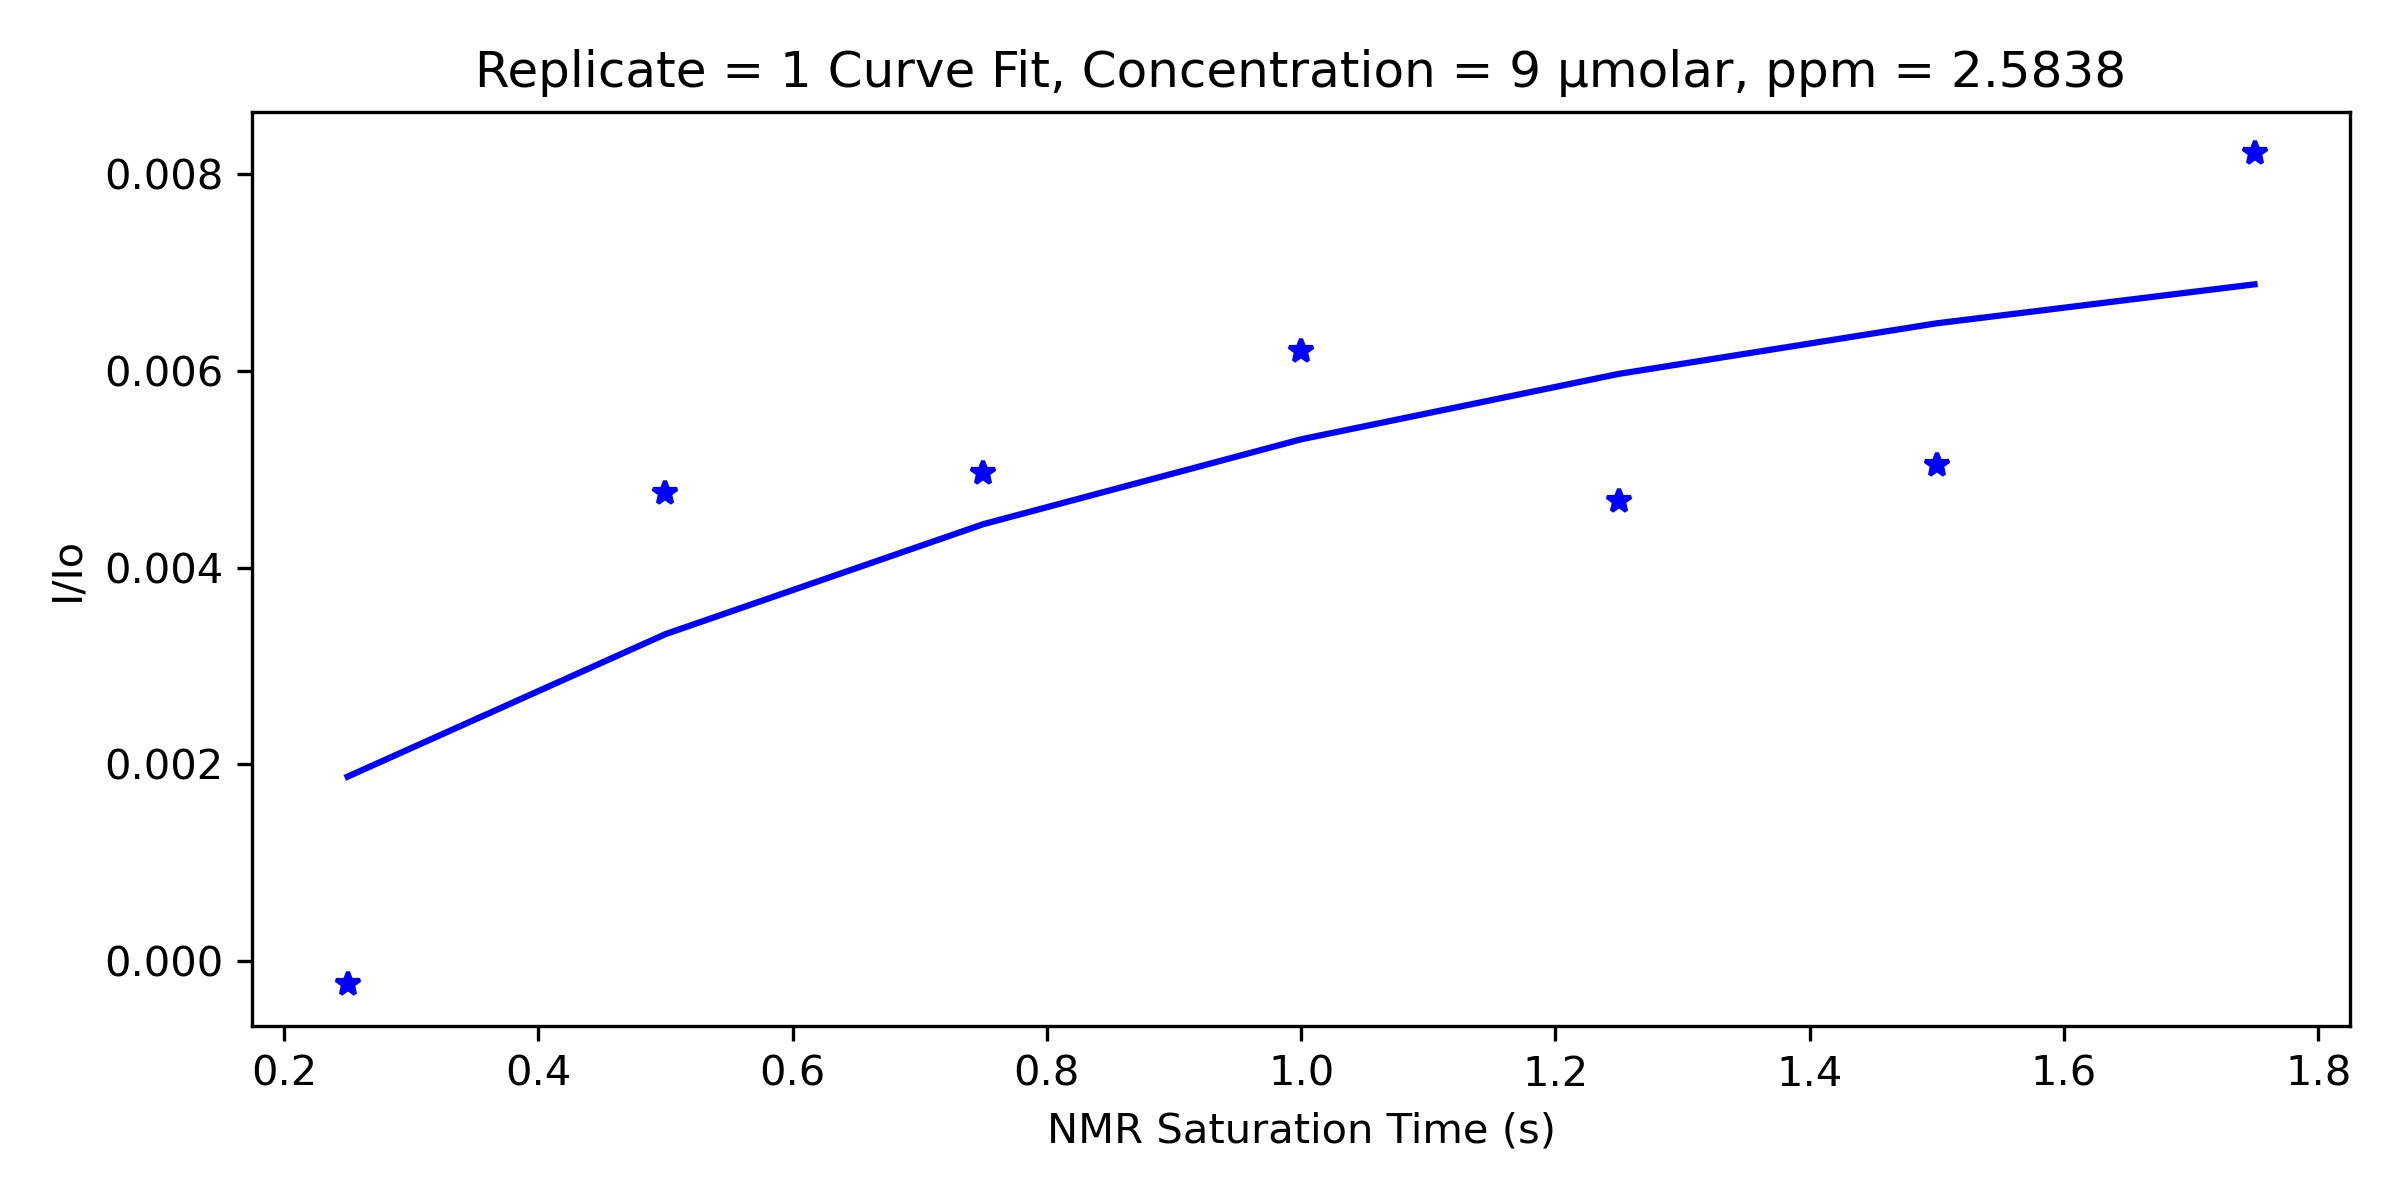 Replicate = 1 Curve Fit, Concentration = 9 μmolar, ppm = 2.5838
0.008
0.006
0.004
0.002
0.000
I/Io
0.2 0.4 0.6 0.8 1.0 1.2 1.4 1.6 1.8
NMR Saturation Time (s)